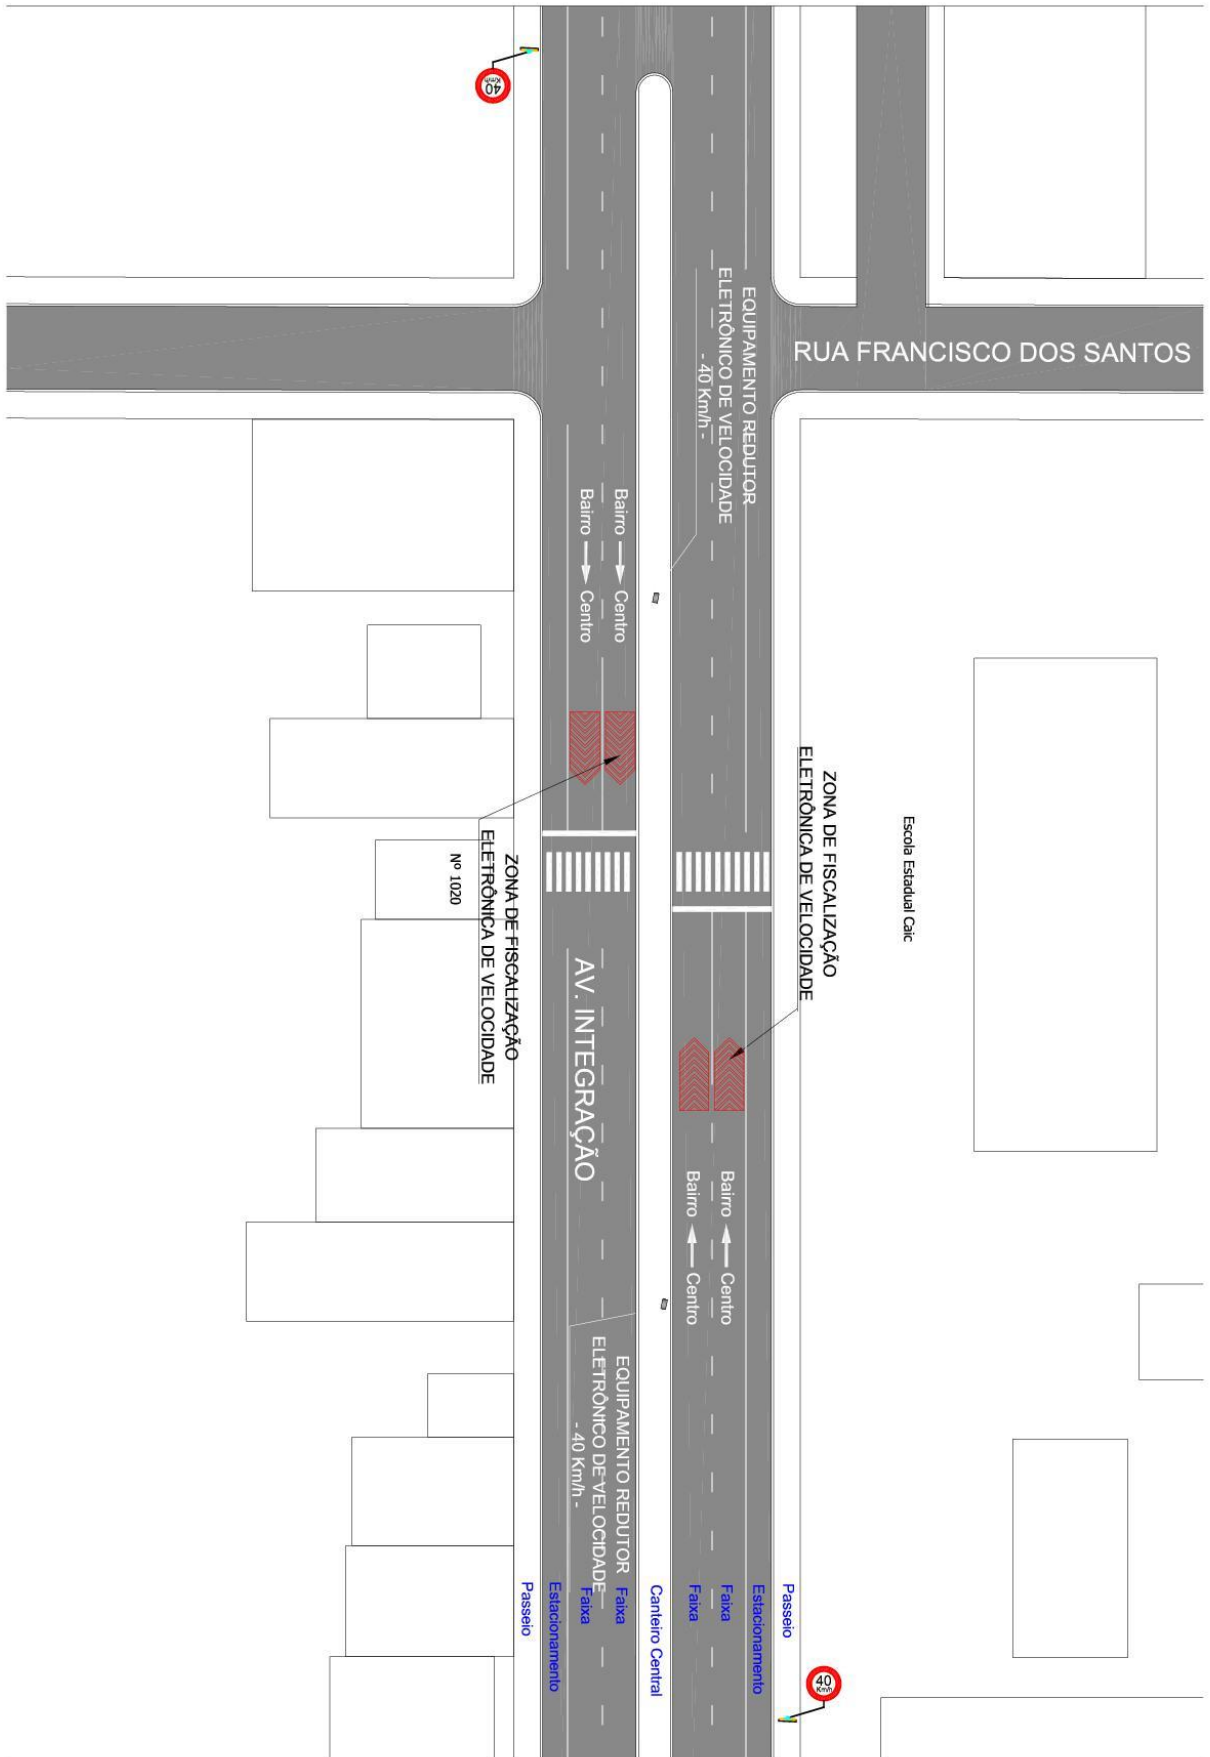 40
Km/h
RUA FRANCISCO DOS SANTOS
EQUIPAMENTO REDUTOR
ELETRÔNICO DE VELOCIDADE
- 40 Km/h -
Bairro Centro
Bairro Centro
ZONA DE FISCALIZAÇÃO
ELETRÔNICA DE VELOCIDADE
Escola Estadual Caic
ZONA DE FISCALIZAÇÃO
ELETRÔNICA DE VELOCIDADE
Nº 1020
AV. INTEGRAÇÃO
Bairro Centro
Bairro Centro
EQUIPAMENTO REDUTOR
ELETRÔNICO DE VELOCIDADE
- 40 Km/h -
Passeio
Estacionamento
Faixa
Faixa
Canteiro Central
Faixa
Faixa
Estacionamento
Passeio
40
Km/h